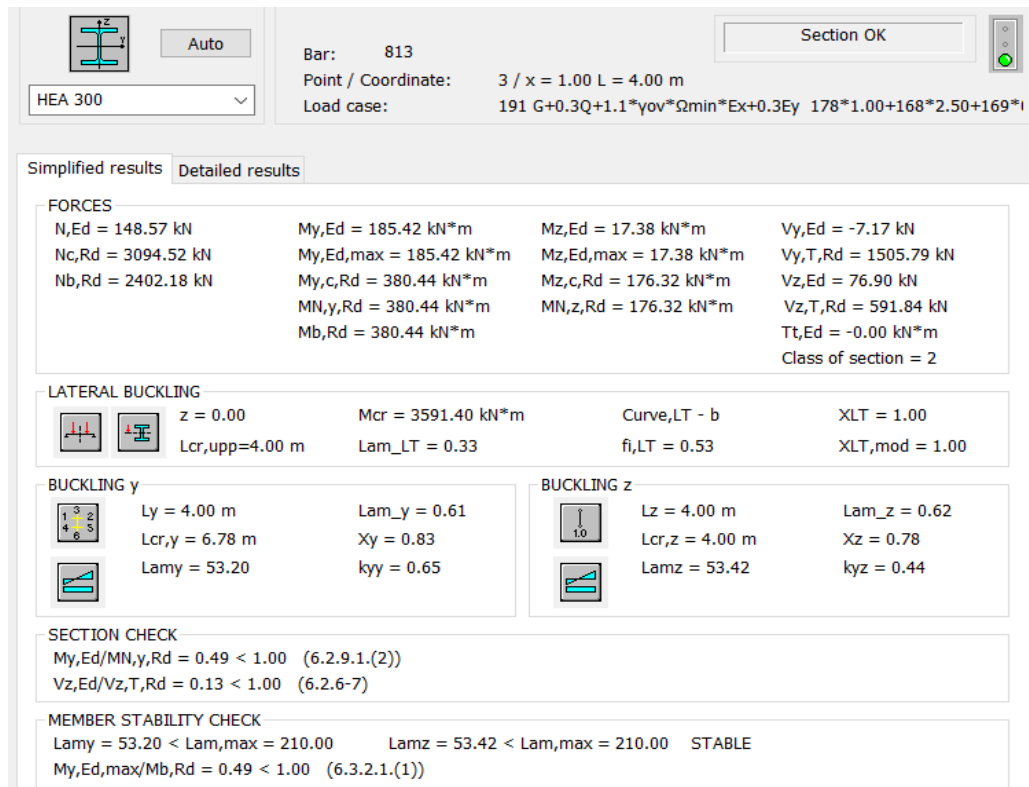 z
y
Auto
HEA 300
Bar: 813
Point / Coordinate: 3 / x = 1.00 L = 4.00 m
Load case: 191 G+0.3Q+1.1*γov*Ωmin*Ex+0.3Ey 178*1.00+168*2.50+169*
Section OK
Simplified results
Detailed results
FORCES
N,Ed = 148.57 kN My,Ed = 185.42 kN*m Mz,Ed = 17.38 kN*m Vy,Ed = -7.17 kN
Nc,Rd = 3094.52 kN My,Ed,max = 185.42 kN*m Mz,Ed,max = 17.38 kN*m Vy,T,Rd = 1505.79 kN
Nb,Rd = 2402.18 kN My,c,Rd = 380.44 kN*m Mz,c,Rd = 176.32 kN*m Vz,Ed = 76.90 kN
MN,y,Rd = 380.44 kN*m MN,z,Rd = 176.32 kN*m Vz,T,Rd = 591.84 kN
Mb,Rd = 380.44 kN*m Tt,Ed = -0.00 kN*m
Class of section = 2
LATERAL BUCKLING
z = 0.00 Mcr = 3591.40 kN*m Curve,LT - b XLT = 1.00
Lcr,upp=4.00 m Lam_LT = 0.33 fi,LT = 0.53 XLT,mod = 1.00
BUCKLING y
1 3 2
4 6 5
Ly = 4.00 m Lam_y = 0.61
Lcr,y = 6.78 m Xy = 0.83
Lamy = 53.20 kyy = 0.65
BUCKLING z
1.0
Lz = 4.00 m Lam_z = 0.62
Lcr,z = 4.00 m Xz = 0.78
Lamz = 53.42 kyz = 0.44
SECTION CHECK
My,Ed/MN,y,Rd = 0.49 < 1.00 (6.2.9.1.(2))
Vz,Ed/Vz,T,Rd = 0.13 < 1.00 (6.2.6-7)
MEMBER STABILITY CHECK
Lamy = 53.20 < Lam,max = 210.00 Lamz = 53.42 < Lam,max = 210.00 STABLE
My,Ed,max/Mb,Rd = 0.49 < 1.00 (6.3.2.1.(1))